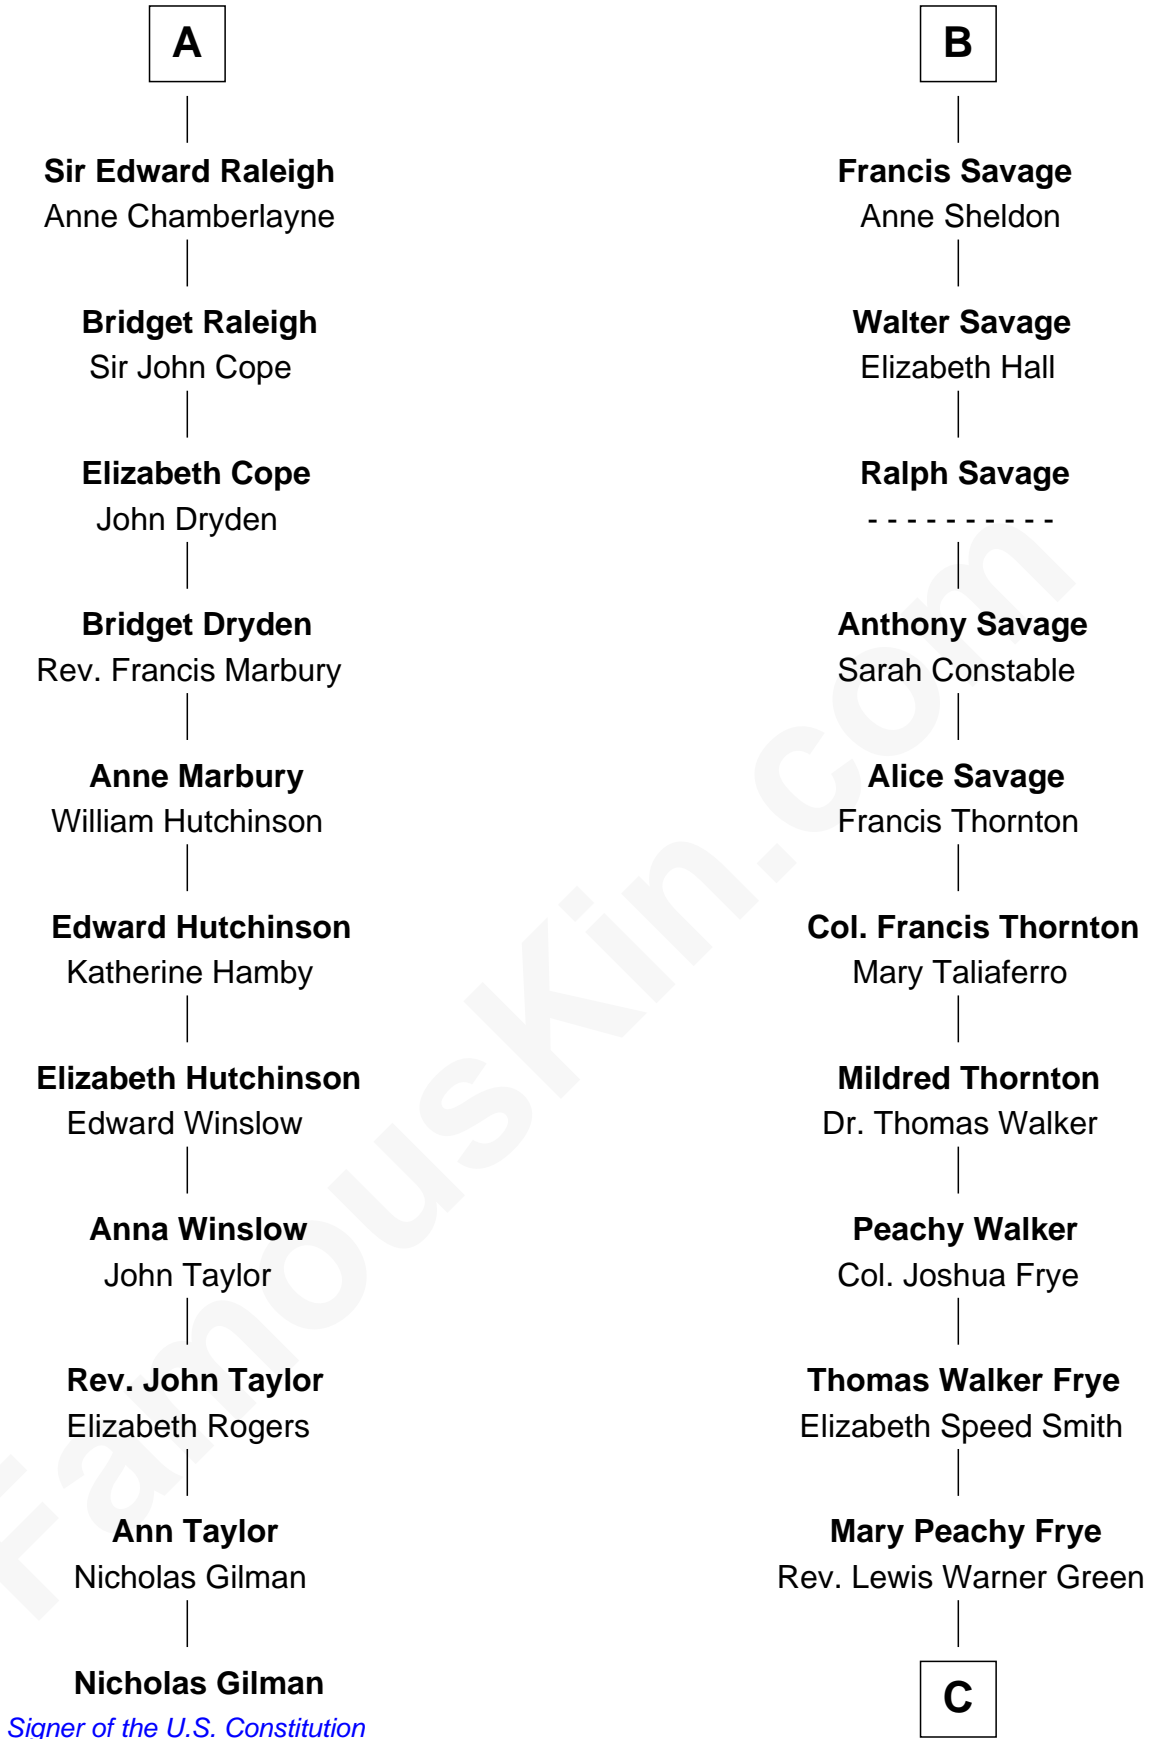 A
Sir Edward Raleigh
Anne Chamberlayne
Bridget Raleigh
Sir John Cope
Elizabeth Cope
John Dryden
Bridget Dryden
Rev. Francis Marbury
Anne Marbury
William Hutchinson
Edward Hutchinson
Katherine Hamby
Elizabeth Hutchinson
Edward Winslow
Anna Winslow
John Taylor
Rev. John Taylor
Elizabeth Rogers
Ann Taylor
Nicholas Gilman
Nicholas Gilman
Signer of the U.S. Constitution
B
Francis Savage
Anne Sheldon
Walter Savage
Elizabeth Hall
Ralph Savage
- - - - - - - - - -
Anthony Savage
Sarah Constable
Alice Savage
Francis Thornton
Col. Francis Thornton
Mary Taliaferro
Mildred Thornton
Dr. Thomas Walker
Peachy Walker
Col. Joshua Frye
Thomas Walker Frye
Elizabeth Speed Smith
Mary Peachy Frye
Rev. Lewis Warner Green
C
FamousKin.com